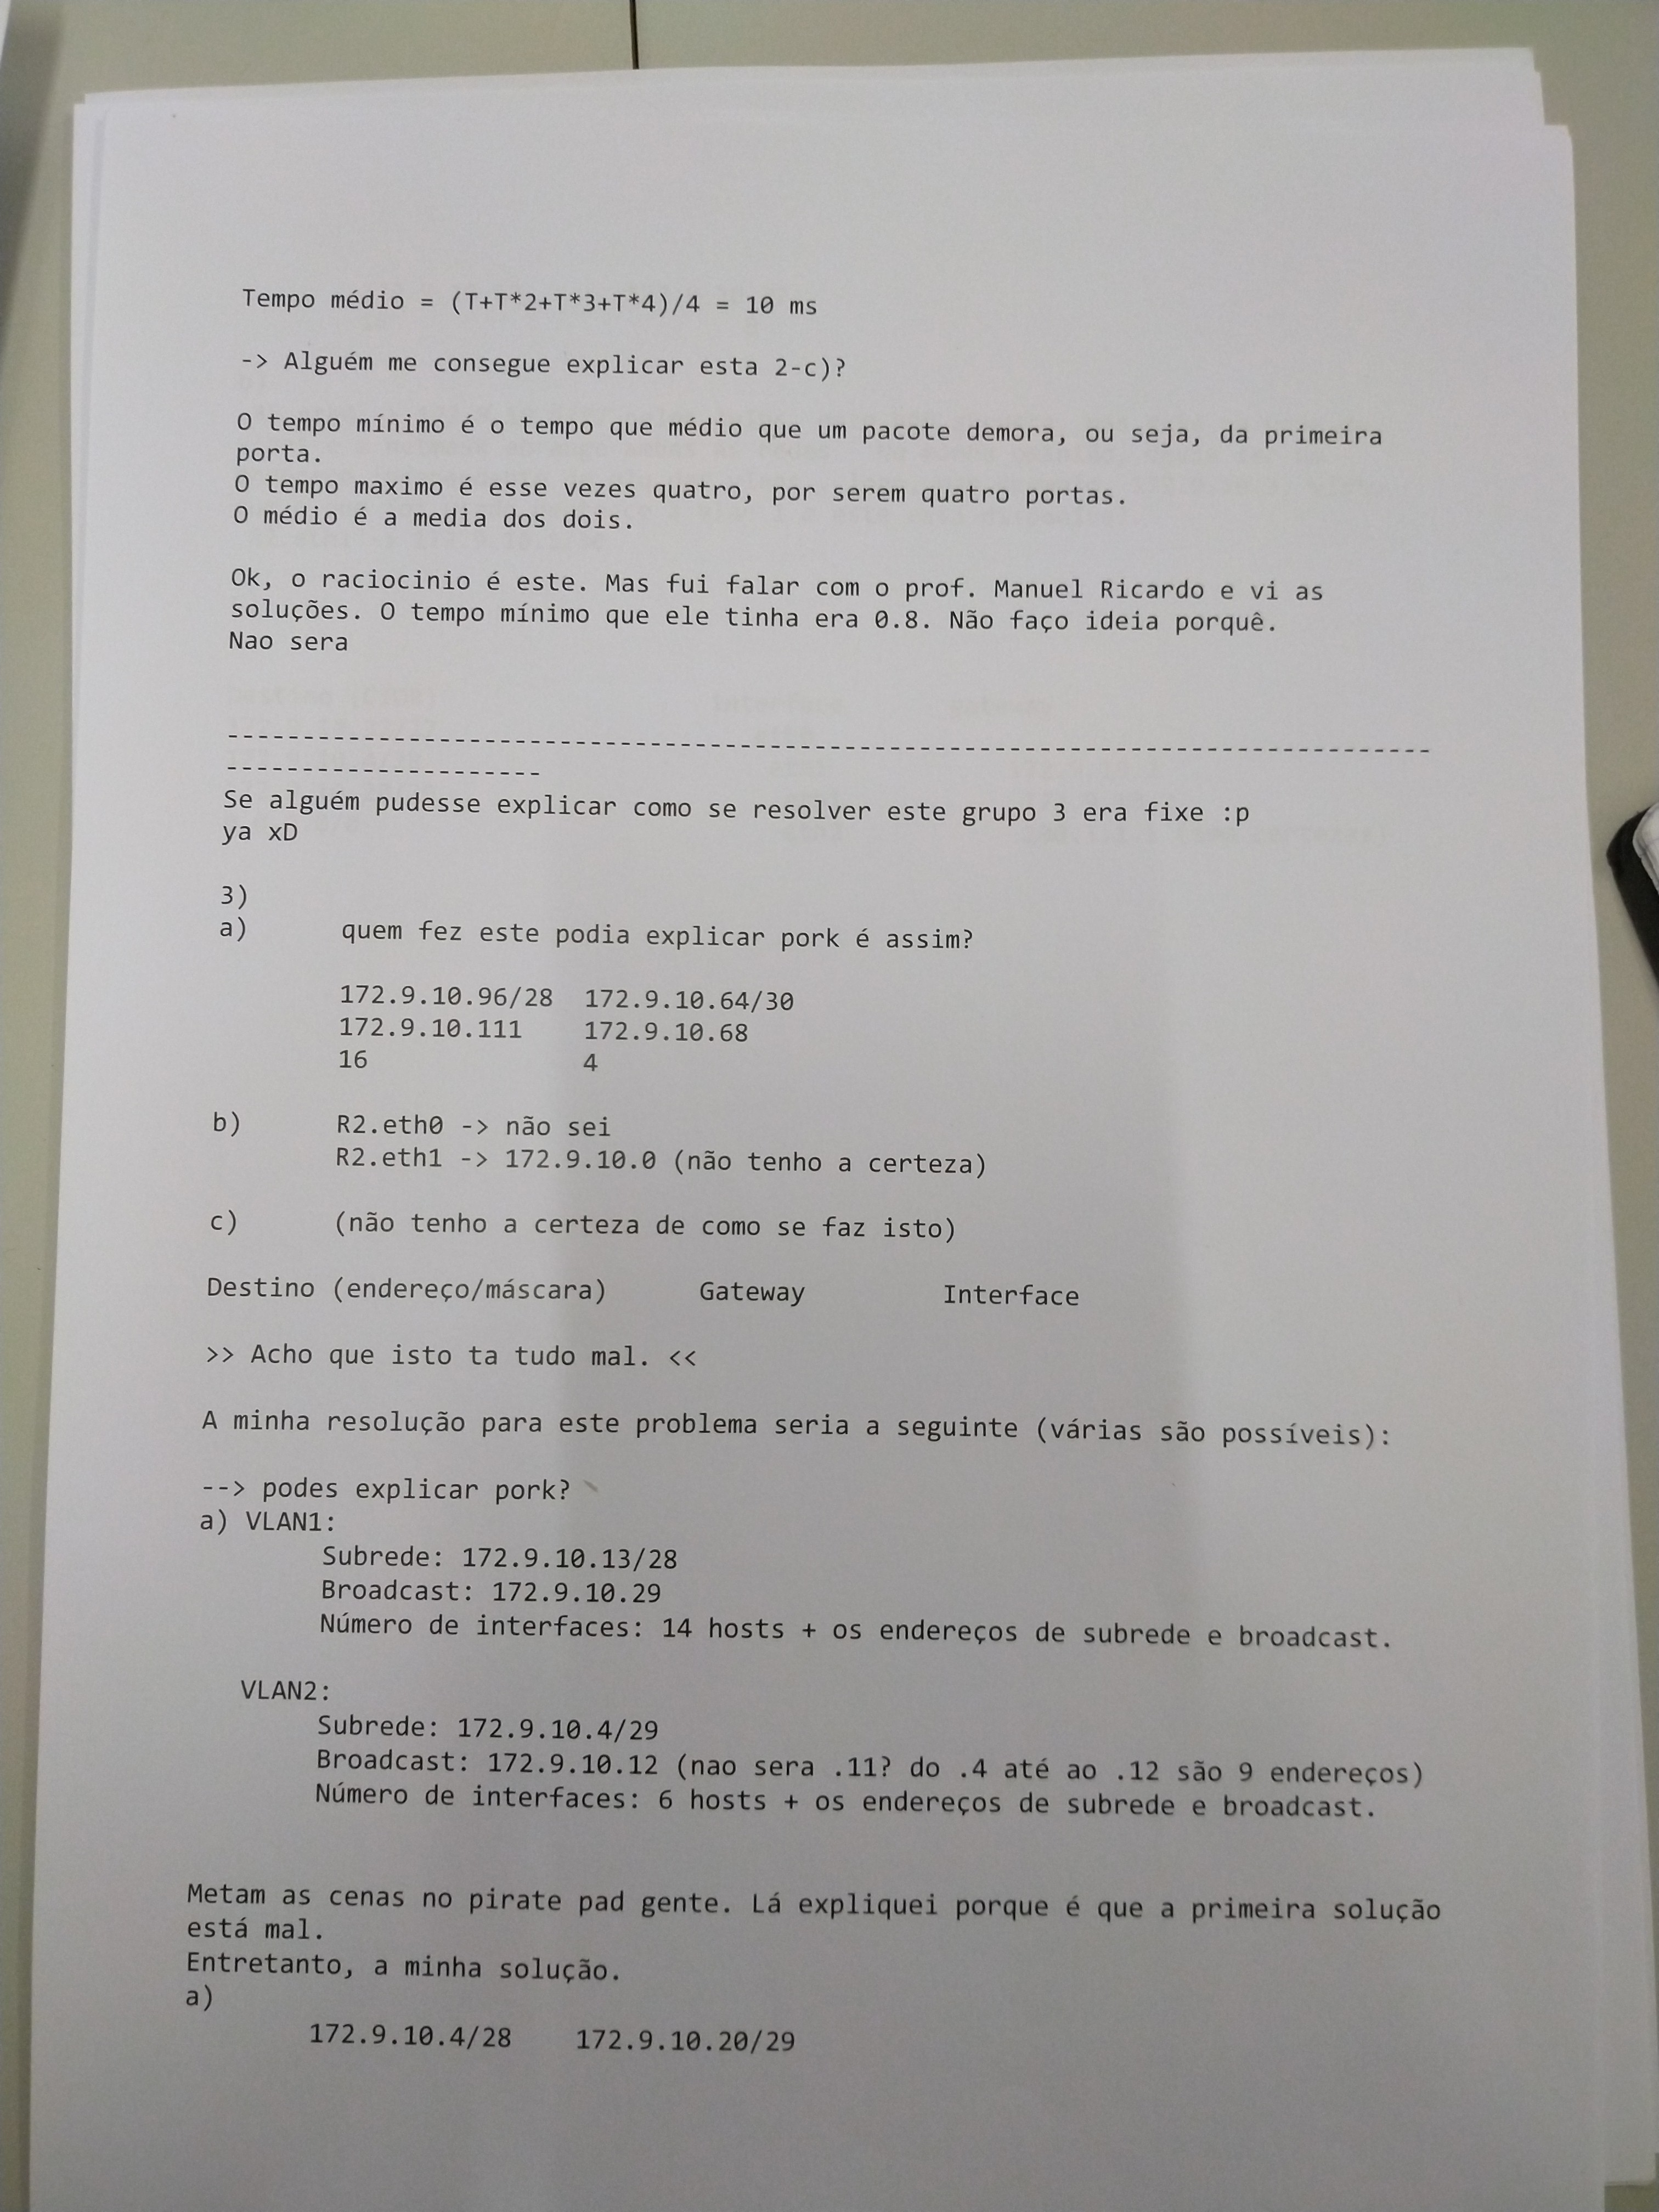 Tempo médio = (T+T*2+T*3+T*4)/4 = 10 ms
-> Alguém me consegue explicar esta 2-c)?
O tempo mínimo é o tempo que médio que um pacote demora, ou seja, da primeira
porta.
O tempo maximo é esse vezes quatro, por serem quatro portas.
O médio é a media dos dois.
Ok, o raciocinio é este. Mas fui falar com o prof. Manuel Ricardo e vi as
soluções. O tempo mínimo que ele tinha era 0.8. Não faço ideia porquê.
Nao sera
--------------------------------------------------------------------------------
---------------------
Se alguém pudesse explicar como se resolver este grupo 3 era fixe :p
ya xD
3)
a) quem fez este podia explicar pork é assim?
172.9.10.96/28 172.9.10.64/30
172.9.10.111 172.9.10.68
16 4
b) R2.eth0 -> não sei
R2.eth1 -> 172.9.10.0 (não tenho a certeza)
c) (não tenho a certeza de como se faz isto)
Destino (endereço/máscara) Gateway Interface
>> Acho que isto ta tudo mal. <<
A minha resolução para este problema seria a seguinte (várias são possíveis):
--> podes explicar pork?
a) VLAN1:
Subrede: 172.9.10.13/28
Broadcast: 172.9.10.29
Número de interfaces: 14 hosts + os endereços de subrede e broadcast.
VLAN2:
Subrede: 172.9.10.4/29
Broadcast: 172.9.10.12 (nao sera .11? do .4 até ao .12 são 9 endereços)
Número de interfaces: 6 hosts + os endereços de subrede e broadcast.
Metam as cenas no pirate pad gente. Lá expliquei porque é que a primeira solução
está mal.
Entretanto, a minha solução.
a)
172.9.10.4/28 172.9.10.20/29